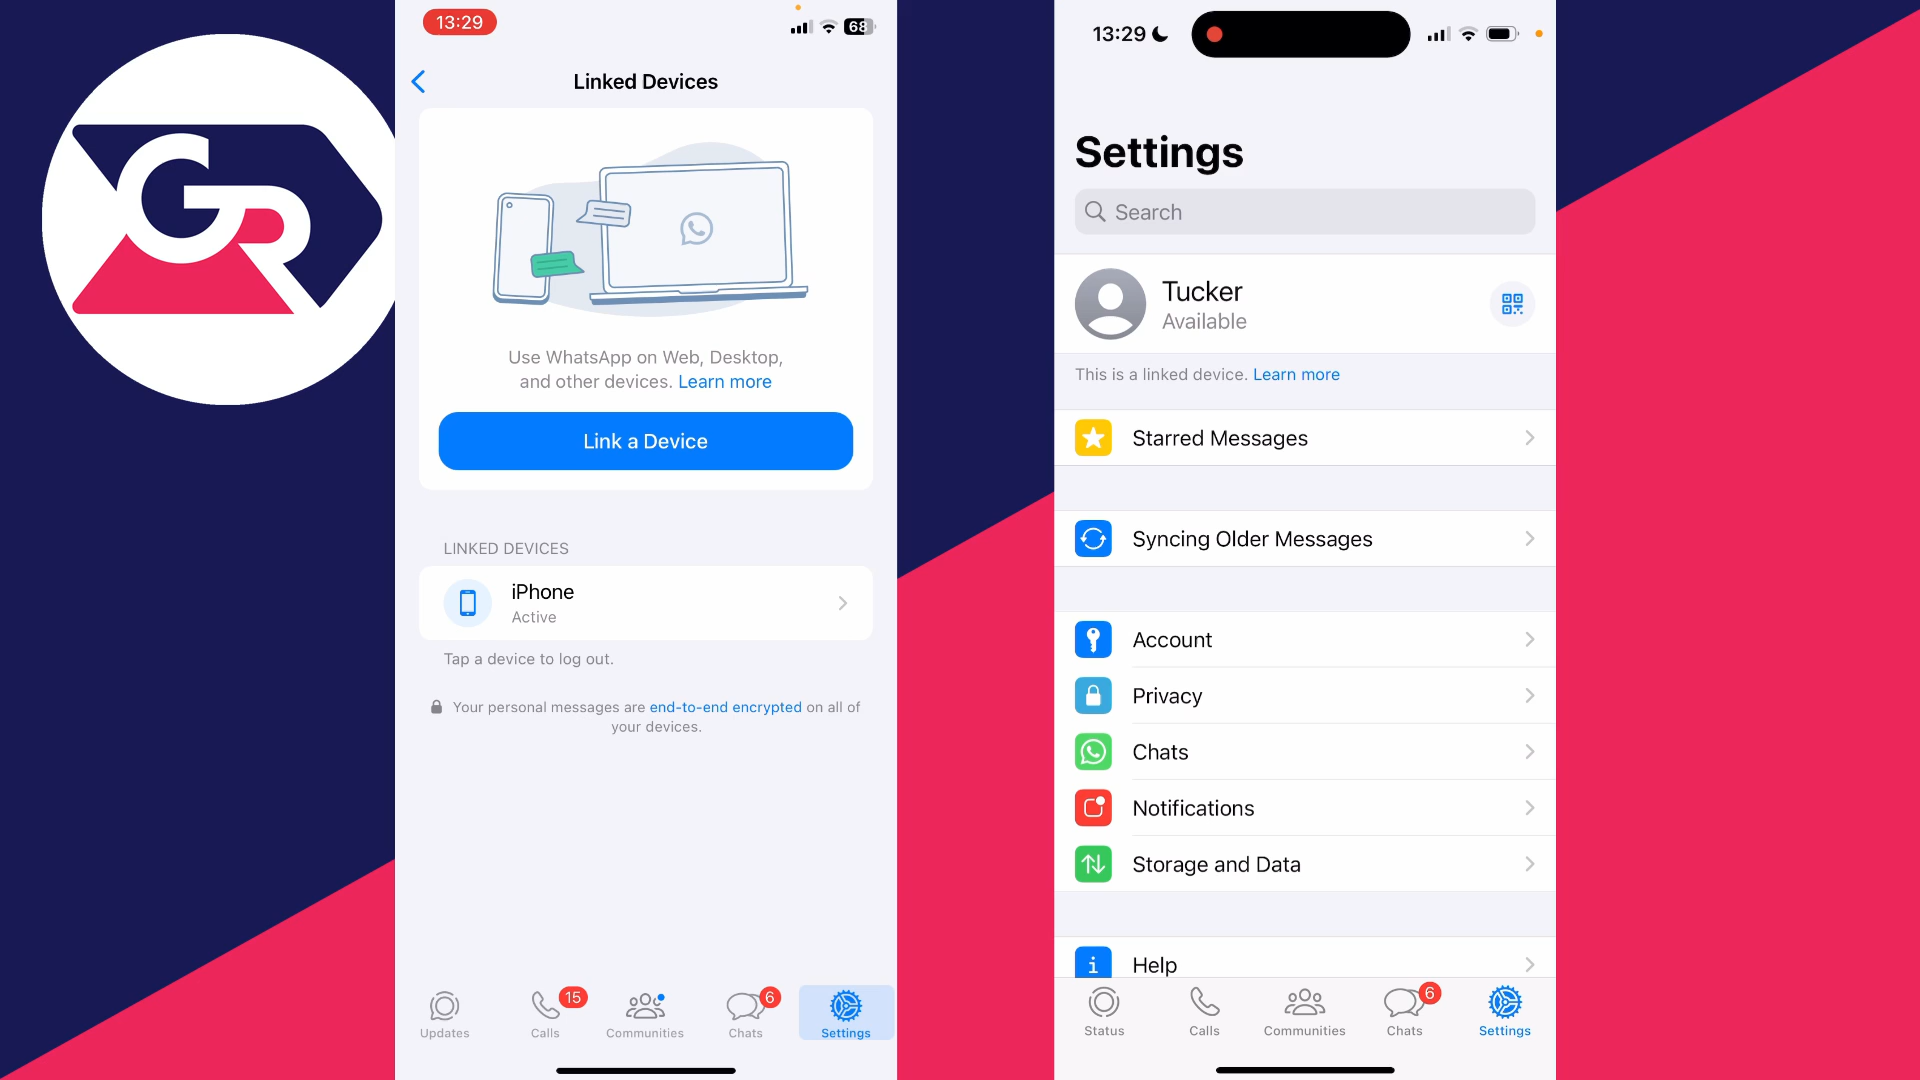 GR
13:29
68
Linked Devices
Use WhatsApp on Web, Desktop,
and other devices. Learn more
Link a Device
LINKED DEVICES
iPhone
Active
Tap a device to log out.
Your personal messages are end-to-end encrypted on all of
your devices.
15
6
Updates
Calls
Communities
Chats
Settings
13:29
Settings
Search
Tucker
Available
This is a linked device. Learn more
Starred Messages
Syncing Older Messages
Account
Privacy
Chats
Notifications
Storage and Data
Help
6
Status
Calls
Communities
Chats
Settings